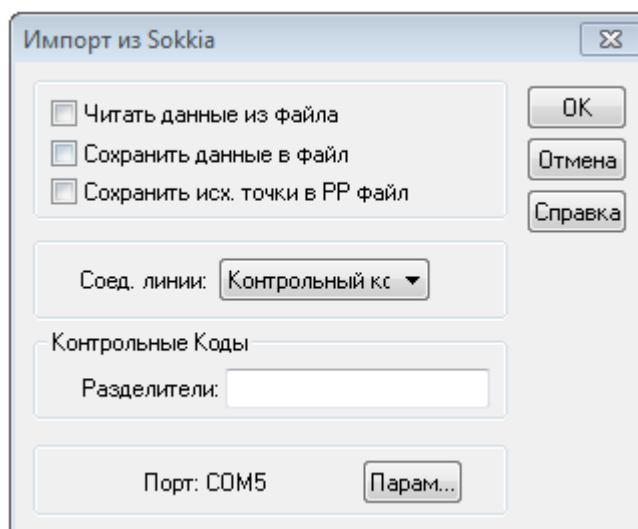 Импорт из Sokkia
Читать данные из файла
Сохранить данные в файл
Сохранить исх. точки в PP файл
OK
Отмена
Справка
Соед. линии: Контрольный кс
Контрольные Коды
Разделители:
Порт: COM5
Парам...